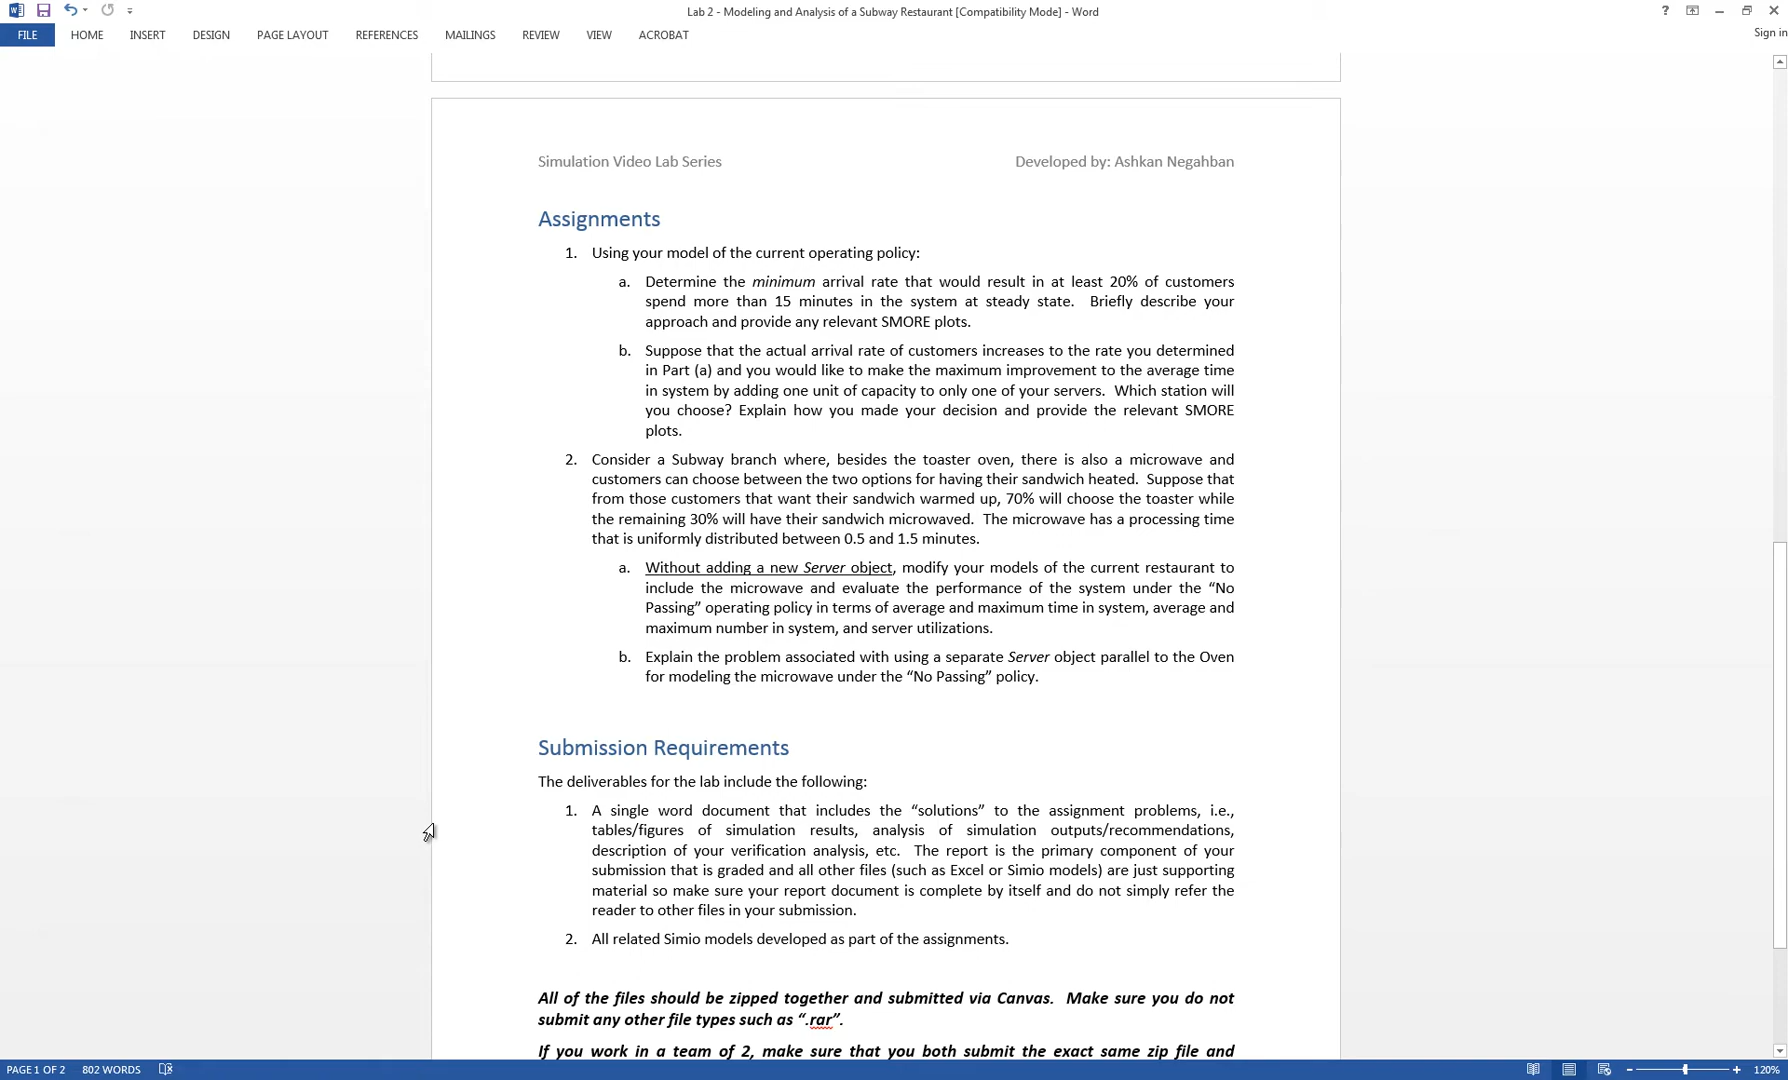 Lab 2 - Modeling and Analysis of a Subway Restaurant [Compatibility Mode] - Word
?
Sign in
FILE HOME INSERT DESIGN PAGE LAYOUT REFERENCES MAILINGS REVIEW VIEW ACROBAT
Simulation Video Lab Series Developed by: Ashkan Negahban
Assignments
1. Using your model of the current operating policy:
a. Determine the minimum arrival rate that would result in at least 20% of customers
spend more than 15 minutes in the system at steady state. Briefly describe your
approach and provide any relevant SMORE plots.
b. Suppose that the actual arrival rate of customers increases to the rate you determined
in Part (a) and you would like to make the maximum improvement to the average time
in system by adding one unit of capacity to only one of your servers. Which station will
you choose? Explain how you made your decision and provide the relevant SMORE
plots.
2. Consider a Subway branch where, besides the toaster oven, there is also a microwave and
customers can choose between the two options for having their sandwich heated. Suppose that
from those customers that want their sandwich warmed up, 70% will choose the toaster while
the remaining 30% will have their sandwich microwaved. The microwave has a processing time
that is uniformly distributed between 0.5 and 1.5 minutes.
a. Without adding a new Server object, modify your models of the current restaurant to
include the microwave and evaluate the performance of the system under the “No
Passing” operating policy in terms of average and maximum time in system, average and
maximum number in system, and server utilizations.
b. Explain the problem associated with using a separate Server object parallel to the Oven
for modeling the microwave under the “No Passing” policy.
Submission Requirements
The deliverables for the lab include the following:
1. A single word document that includes the “solutions” to the assignment problems, i.e.,
tables/figures of simulation results, analysis of simulation outputs/recommendations,
description of your verification analysis, etc. The report is the primary component of your
submission that is graded and all other files (such as Excel or Simio models) are just supporting
material so make sure your report document is complete by itself and do not simply refer the
reader to other files in your submission.
2. All related Simio models developed as part of the assignments.
All of the files should be zipped together and submitted via Canvas. Make sure you do not
submit any other file types such as “.rar”.
If you work in a team of 2, make sure that you both submit the exact same zip file and
PAGE 1 OF 2 802 WORDS 120%